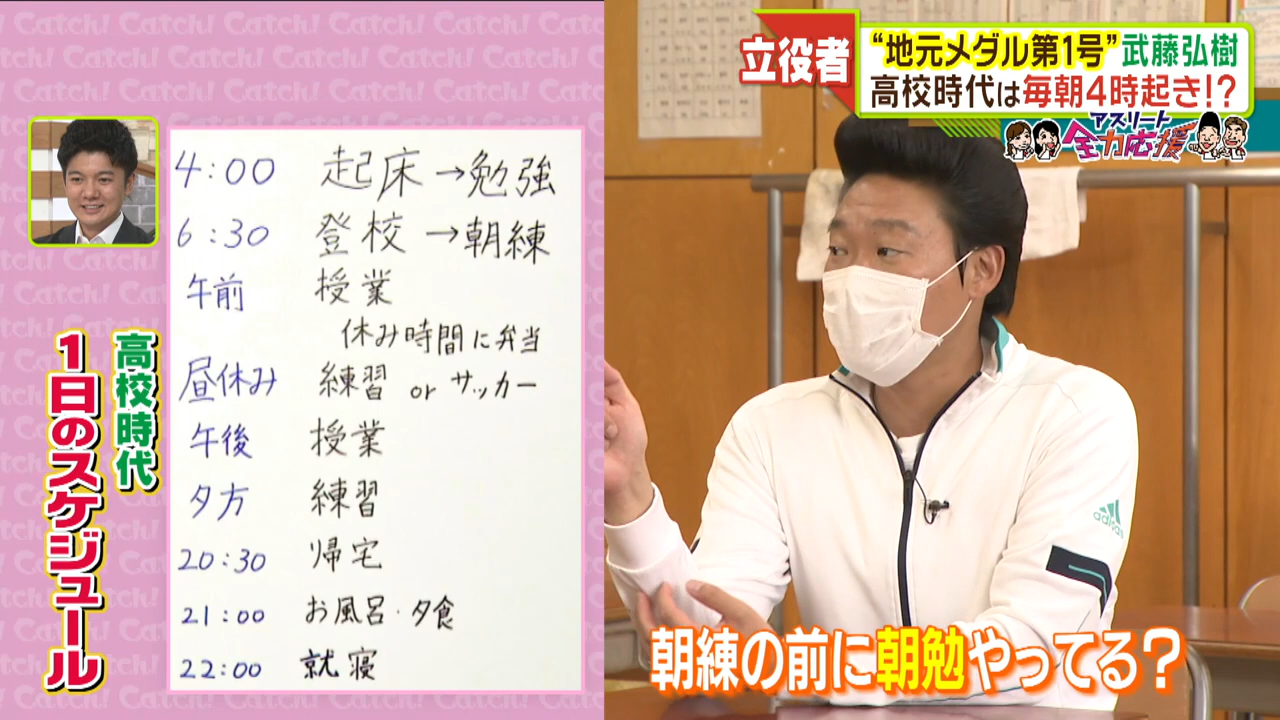 立役者
“地元メダル第1号”武藤弘樹
高校時代は毎朝4時起き!?
アスリート
全力応援
高校時代
1日のスケジュール
4:00 起床→勉強
6:30 登校→朝練
午前 授業
休み時間に弁当
昼休み 練習 or サッカー
午後 授業
夕方 練習
20:30 帰宅
21:00 お風呂・夕食
22:00 就寝
adidas
朝練の前に朝勉やってる?
Catch!